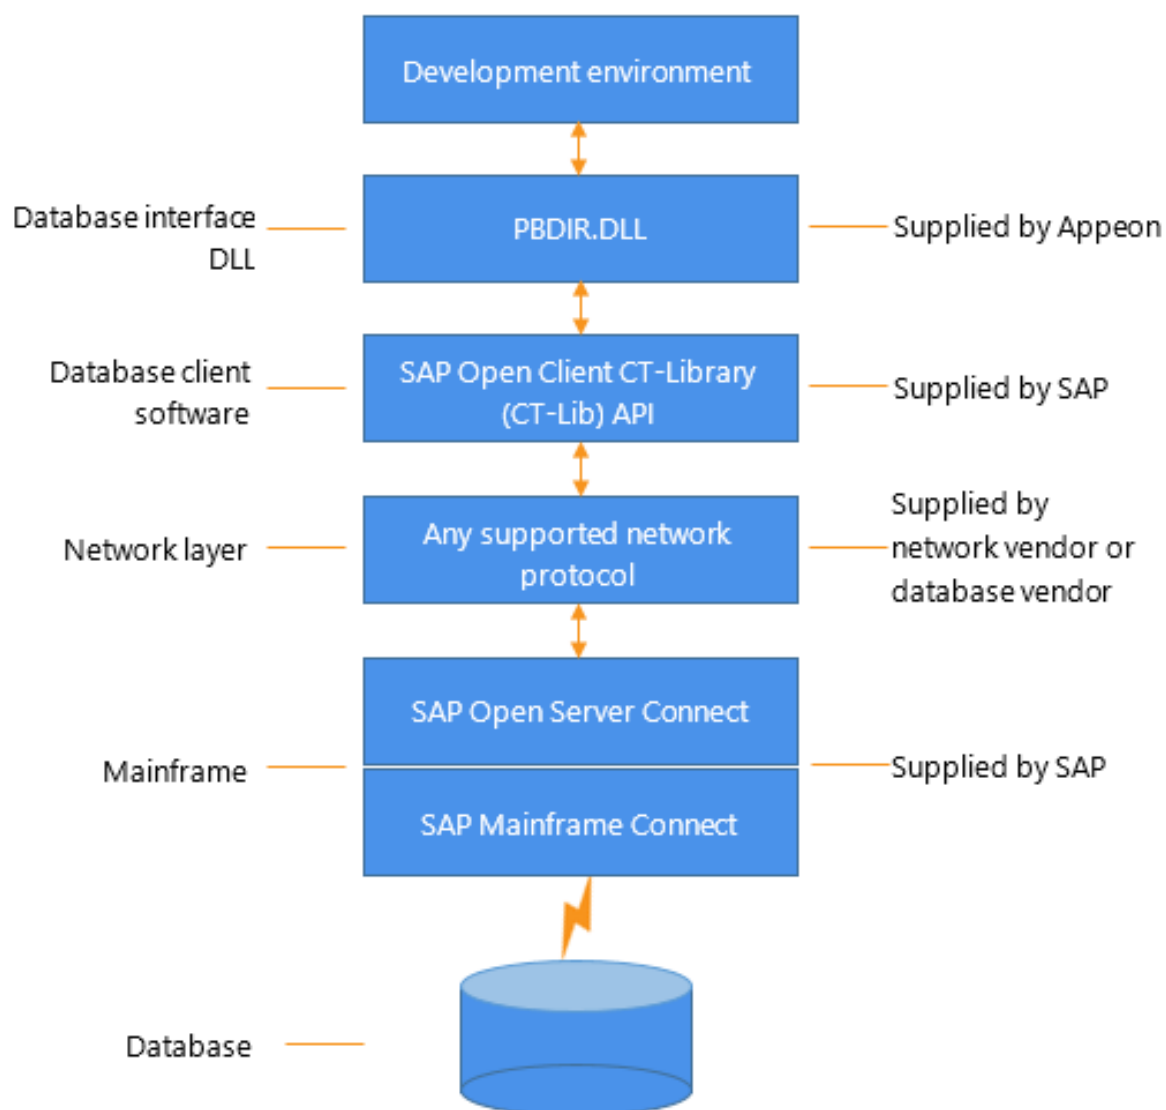 Development environment
Database interface
DLL
PBDIR.DLL
Supplied by Appeon
Database client
software
SAP Open Client CT-Library
(CT-Lib) API
Supplied by SAP
Network layer
Any supported network
protocol
Supplied by
network vendor or
database vendor
SAP Open Server Connect
Mainframe
Supplied by SAP
SAP Mainframe Connect
Database